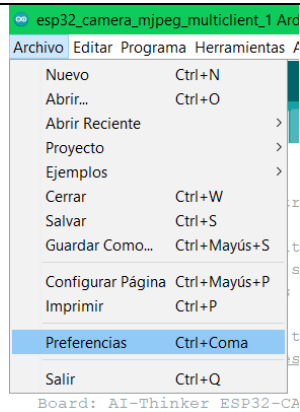 esp32_camera_mjpeg_multiclient_1 Ard
Archivo Editar Programa Herramientas A
Nuevo Ctrl+N
Abrir... Ctrl+O
Abrir Reciente >
Proyecto >
Ejemplos >
Cerrar Ctrl+W
Salvar Ctrl+S
Guardar Como... Ctrl+Mayús+S
Configurar Página Ctrl+Mayús+P
Imprimir Ctrl+P
Preferencias Ctrl+Coma
Salir Ctrl+Q
Board: AI-Thinker ESP32-CA